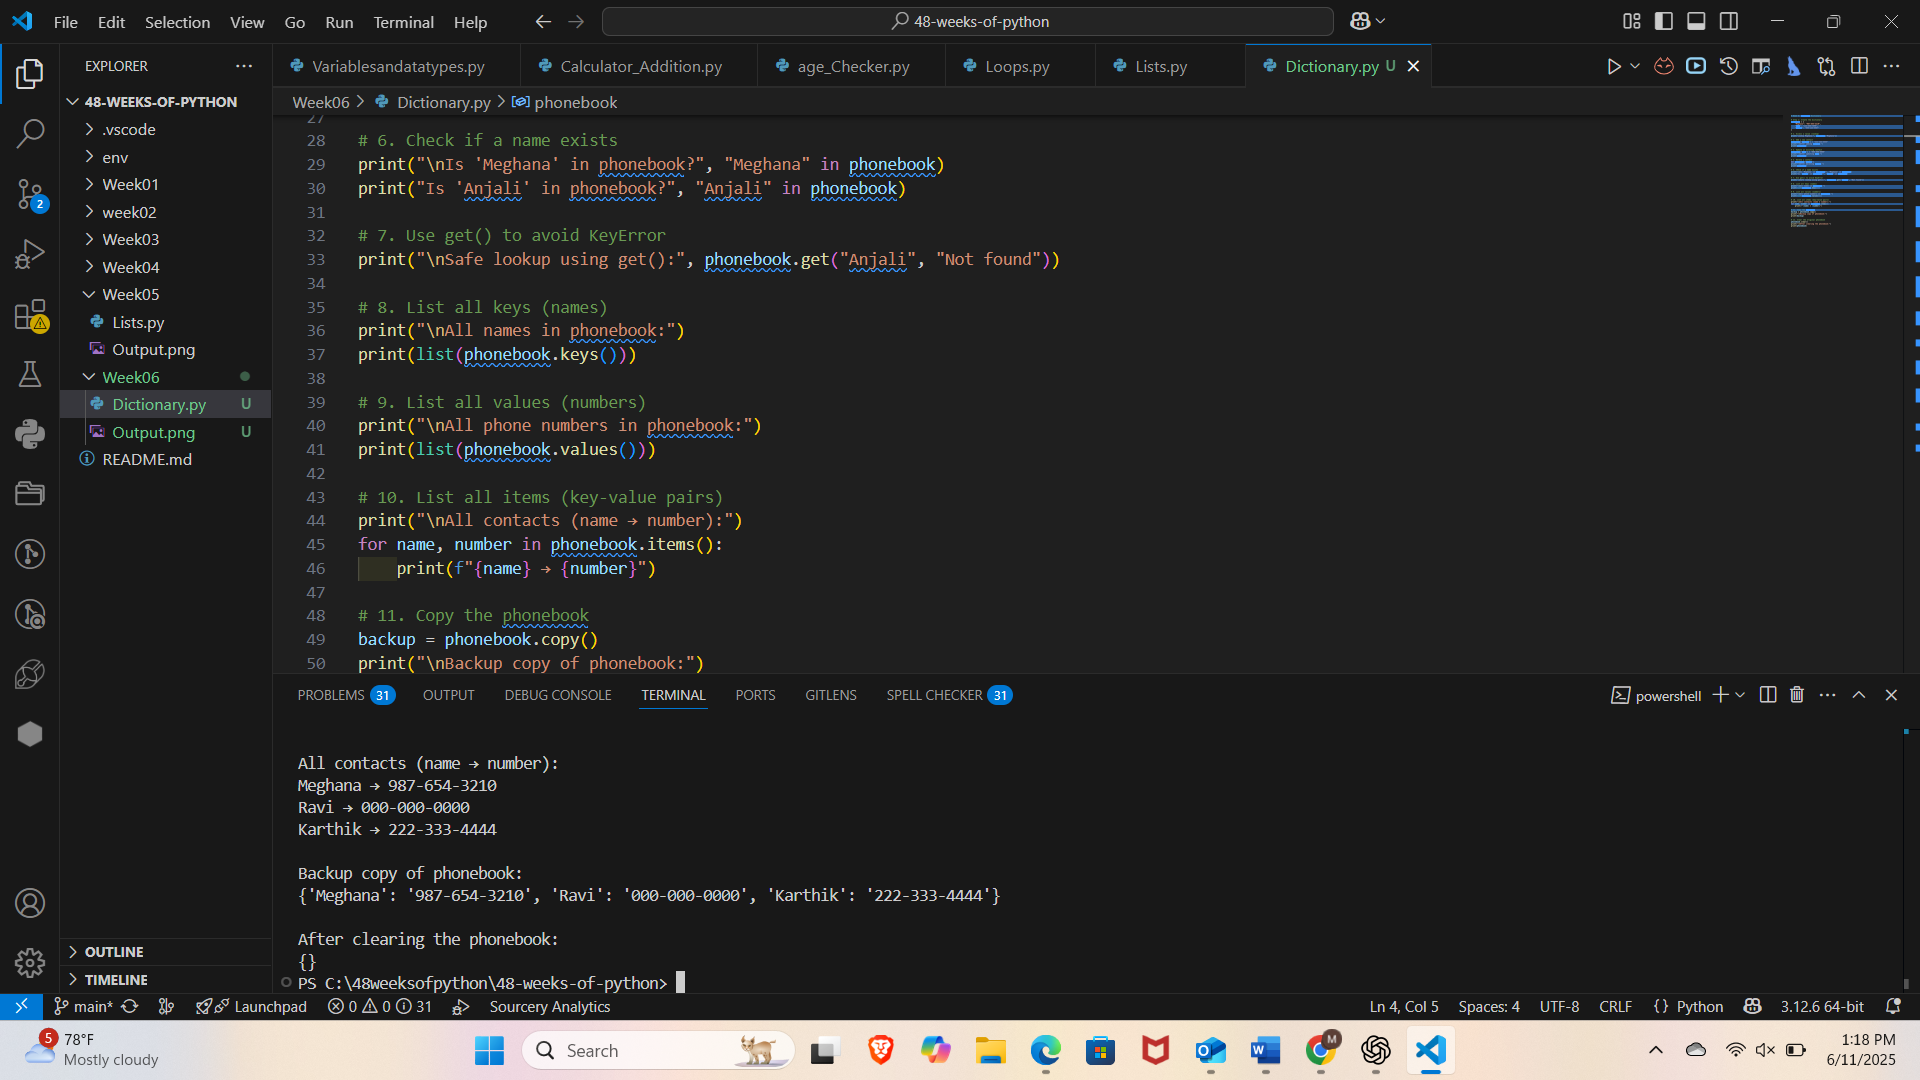 File Edit Selection View Go Run Terminal Help
48-weeks-of-python
EXPLORER
Variablesandatatypes.py
Calculator_Addition.py
age_Checker.py
Loops.py
Lists.py
Dictionary.py U
48-WEEKS-OF-PYTHON
.vscode
env
Week01
week02
Week03
Week04
Week05
Lists.py
Output.png
Week06
Dictionary.py U
Output.png U
README.md
OUTLINE
TIMELINE
2
Week06 > Dictionary.py > phonebook
27
28 # 6. Check if a name exists
29 print("\nIs 'Meghana' in phonebook?", "Meghana" in phonebook)
30 print("Is 'Anjali' in phonebook?", "Anjali" in phonebook)
31
32 # 7. Use get() to avoid KeyError
33 print("\nSafe lookup using get():", phonebook.get("Anjali", "Not found"))
34
35 # 8. List all keys (names)
36 print("\nAll names in phonebook:")
37 print(list(phonebook.keys()))
38
39 # 9. List all values (numbers)
40 print("\nAll phone numbers in phonebook:")
41 print(list(phonebook.values()))
42
43 # 10. List all items (key-value pairs)
44 print("\nAll contacts (name → number):")
45 for name, number in phonebook.items():
46     print(f"{name} → {number}")
47
48 # 11. Copy the phonebook
49 backup = phonebook.copy()
50 print("\nBackup copy of phonebook:")
PROBLEMS 31 OUTPUT DEBUG CONSOLE TERMINAL PORTS GITLENS SPELL CHECKER 31
powershell
All contacts (name → number):
Meghana → 987-654-3210
Ravi → 000-000-0000
Karthik → 222-333-4444
Backup copy of phonebook:
{'Meghana': '987-654-3210', 'Ravi': '000-000-0000', 'Karthik': '222-333-4444'}
After clearing the phonebook:
{}
PS C:\48weeksofpython\48-weeks-of-python>
main* Launchpad 0 0 31 Sourcery Analytics
Ln 4, Col 5 Spaces: 4 UTF-8 CRLF {} Python 3.12.6 64-bit
5
78°F
Mostly cloudy
Search
M
1:18 PM
6/11/2025